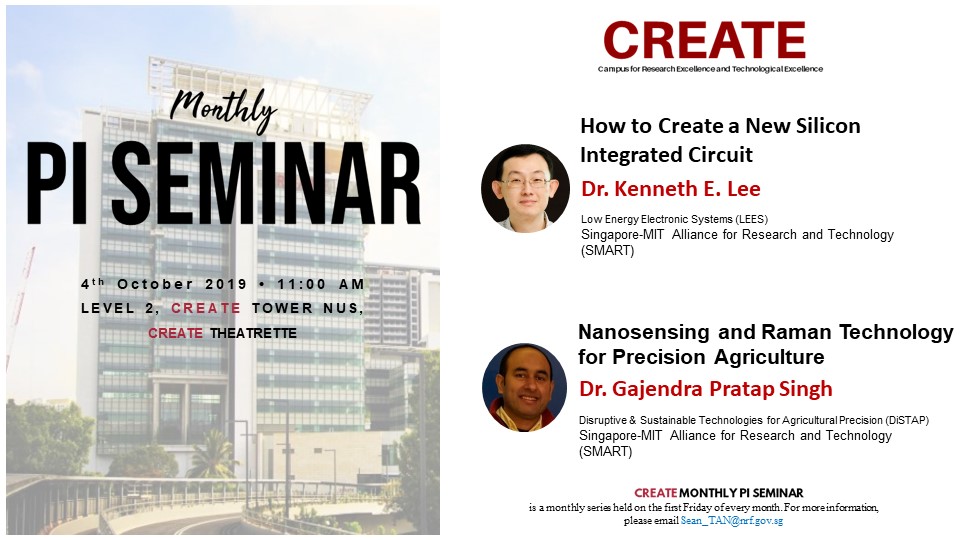 Monthly
PI SEMINAR
4th October 2019 • 11:00 AM
LEVEL 2, CREATE TOWER NUS,
CREATE THEATRETTE
CREATE
Campus for Research Excellence and Technological Excellence
How to Create a New Silicon
Integrated Circuit
Dr. Kenneth E. Lee
Low Energy Electronic Systems (LEES)
Singapore-MIT Alliance for Research and Technology
(SMART)
Nanosensing and Raman Technology
for Precision Agriculture
Dr. Gajendra Pratap Singh
Disruptive & Sustainable Technologies for Agricultural Precision (DiSTAP)
Singapore-MIT Alliance for Research and Technology
(SMART)
CREATE MONTHLY PI SEMINAR
is a monthly series held on the first Friday of every month. For more information,
please email Sean_TAN@nrf.gov.sg